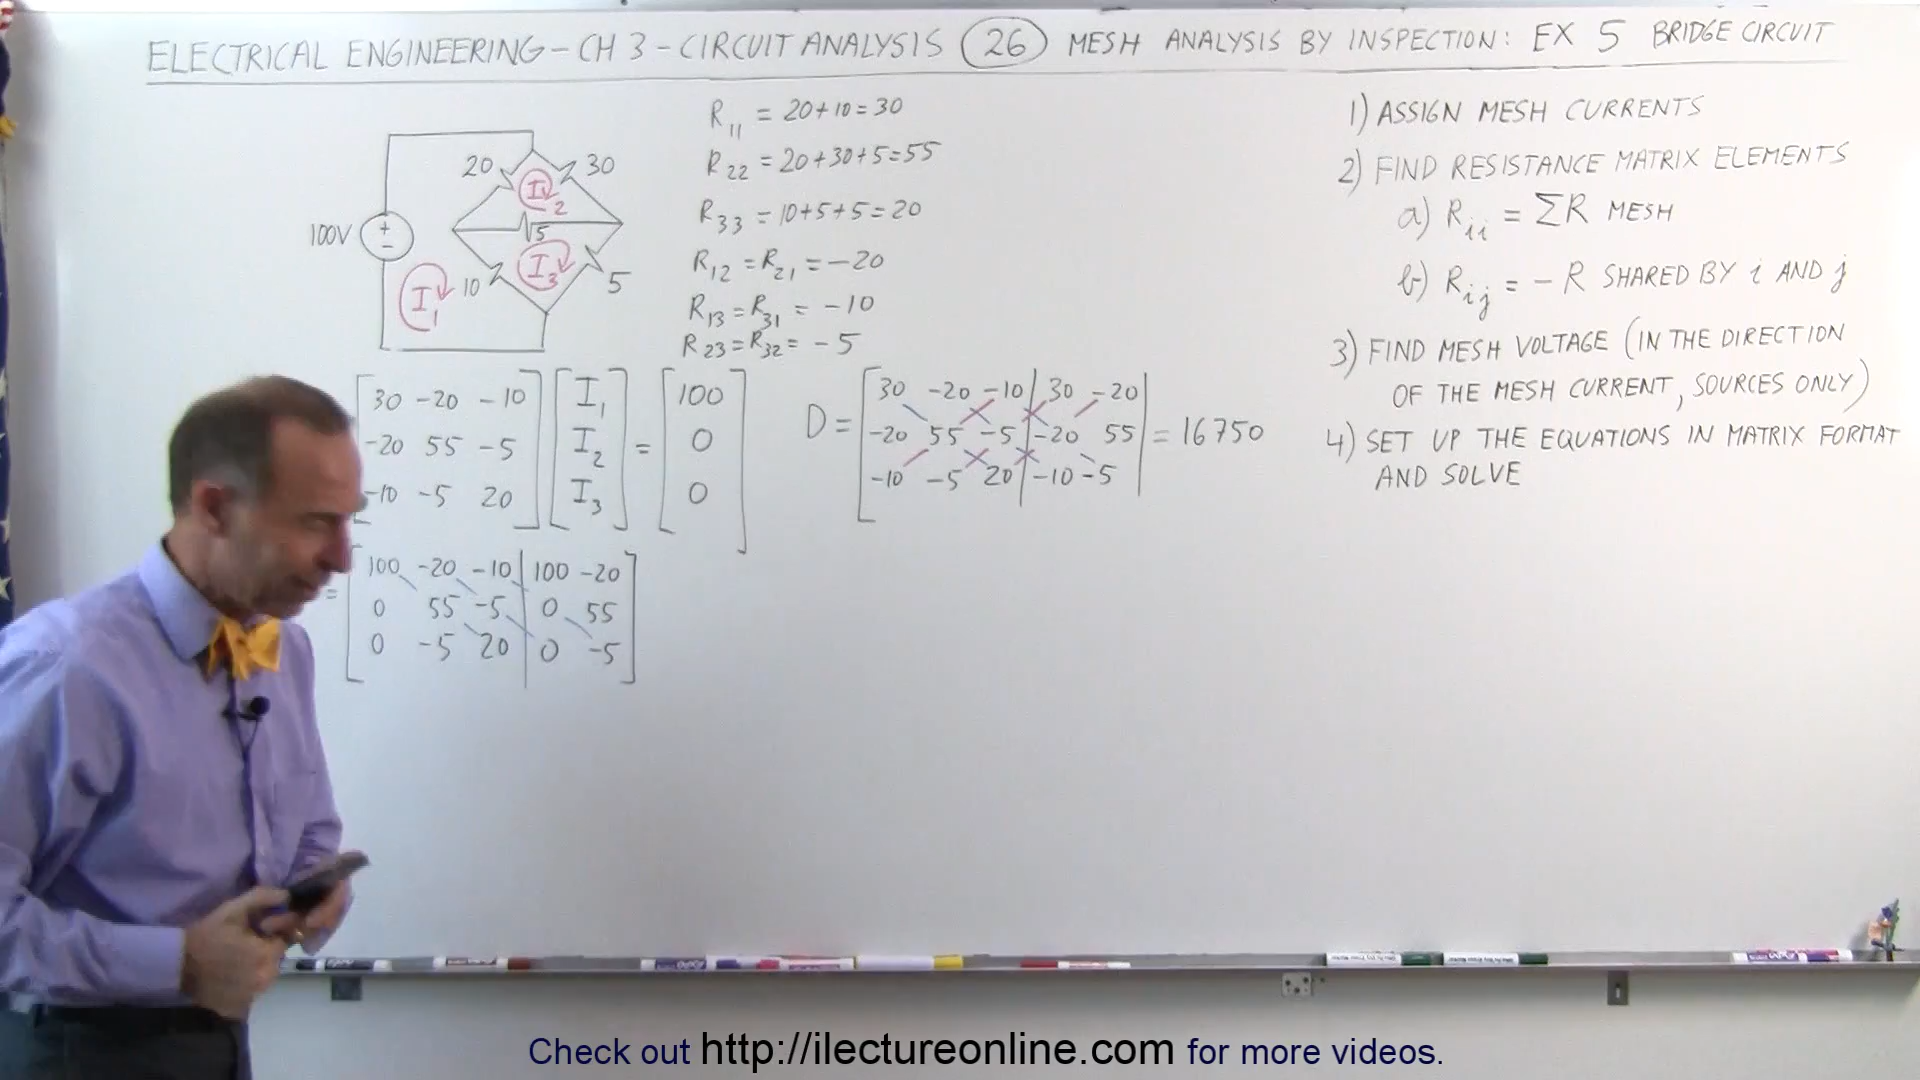 ELECTRICAL ENGINEERING – CH 3 – CIRCUIT ANALYSIS 26 MESH ANALYSIS BY INSPECTION: EX 5 BRIDGE CIRCUIT
20 30
I2
100V + −
5
I1 10 I3 5
R11 = 20+10=30
R22 = 20+30+5=55
R33 = 10+5+5=20
R12 = R21 = −20
R13 = R31 = −10
R23 = R32 = −5
1) ASSIGN MESH CURRENTS
2) FIND RESISTANCE MATRIX ELEMENTS
a) Rii = ΣR MESH
b) Rij = −R SHARED BY i AND j
3) FIND MESH VOLTAGE (IN THE DIRECTION
OF THE MESH CURRENT, SOURCES ONLY)
4) SET UP THE EQUATIONS IN MATRIX FORMAT
AND SOLVE
30 −20 −10 I1 100
−20 55 −5 I2 = 0
−10 −5 20 I3 0
30 −20 −10 30 −20
D = −20 55 −5 −20 55 = 16750
−10 −5 20 −10 −5
100 −20 −10 100 −20
= 0 55 −5 0 55
0 −5 20 0 −5
Check out http://ilectureonline.com for more videos.